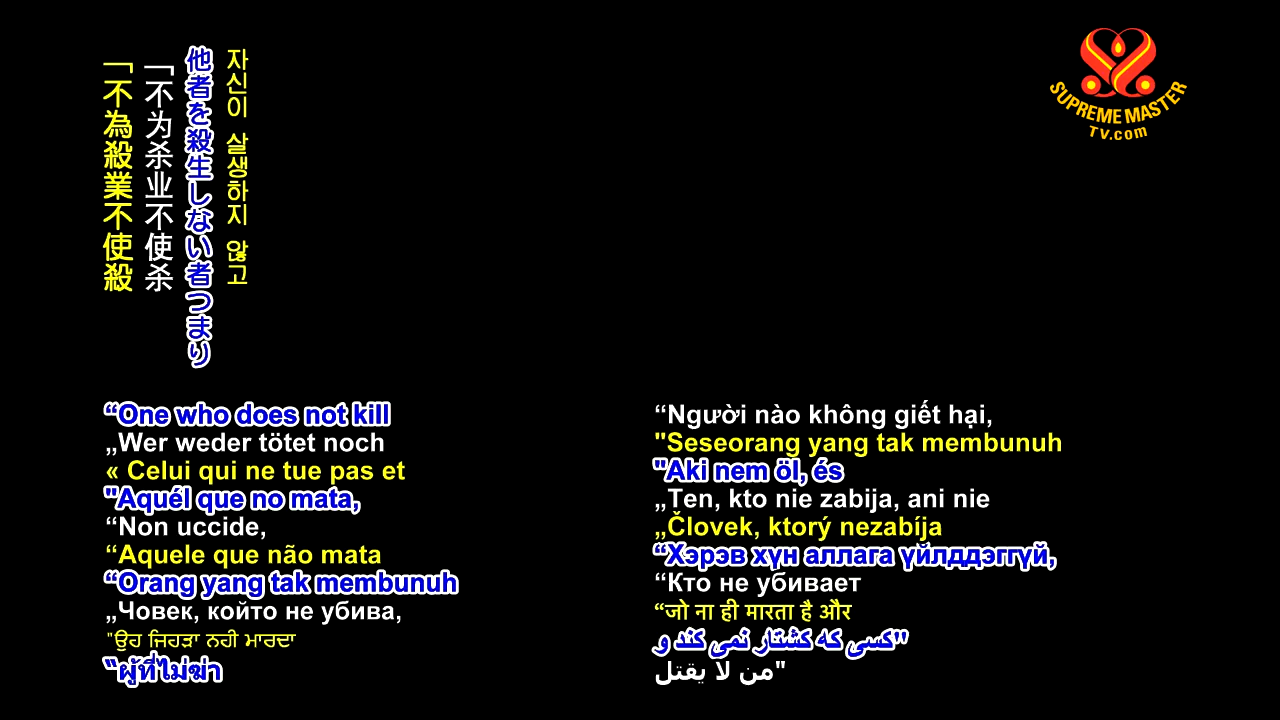 자신이 살생하지 않고
他者を殺生しない者つまり
「不为杀业不使杀
「不為殺業不使殺
SUPREME MASTER
TV.com
“One who does not kill
„Wer weder tötet noch
« Celui qui ne tue pas et
"Aquél que no mata,
“Non uccide,
“Aquele que não mata
“Orang yang tak membunuh
„Човек, който не убива,
"ਉਹ ਜਿਹੜਾ ਨਹੀ ਮਾਰਦਾ
“ผู้ที่ไม่ฆ่า
“Người nào không giết hại,
"Seseorang yang tak membunuh
"Aki nem öl, és
„Ten, kto nie zabija, ani nie
„Človek, ktorý nezabíja
“Хэрэв хүн аллага үйлддэггүй,
“Кто не убивает
“जो ना ही मारता है और
"کسی که کشتار نمی کند و
"من لا يقتل